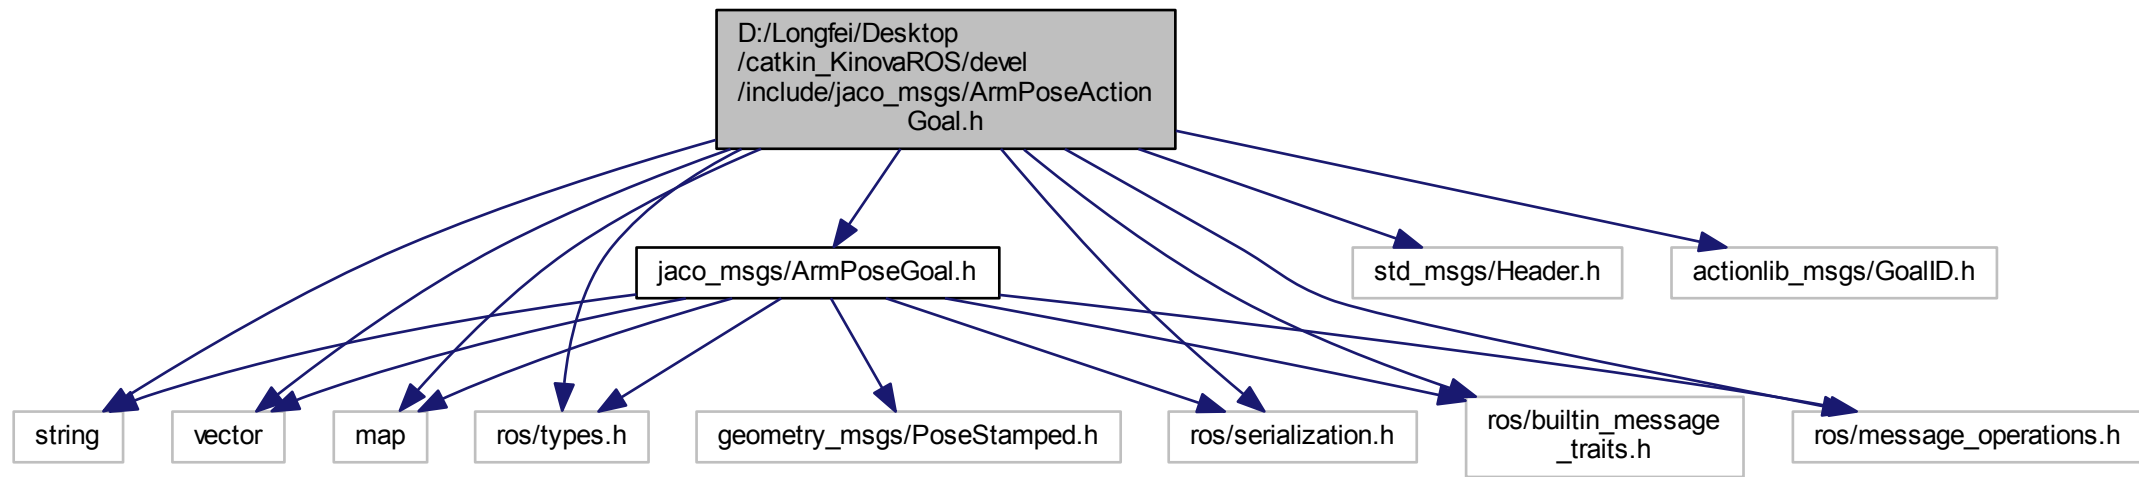 D:/Longfei/Desktop
/catkin_KinovaROS/devel
/include/jaco_msgs/ArmPoseAction
Goal.h
jaco_msgs/ArmPoseGoal.h
std_msgs/Header.h
actionlib_msgs/GoalID.h
string
vector
map
ros/types.h
geometry_msgs/PoseStamped.h
ros/serialization.h
ros/builtin_message
_traits.h
ros/message_operations.h